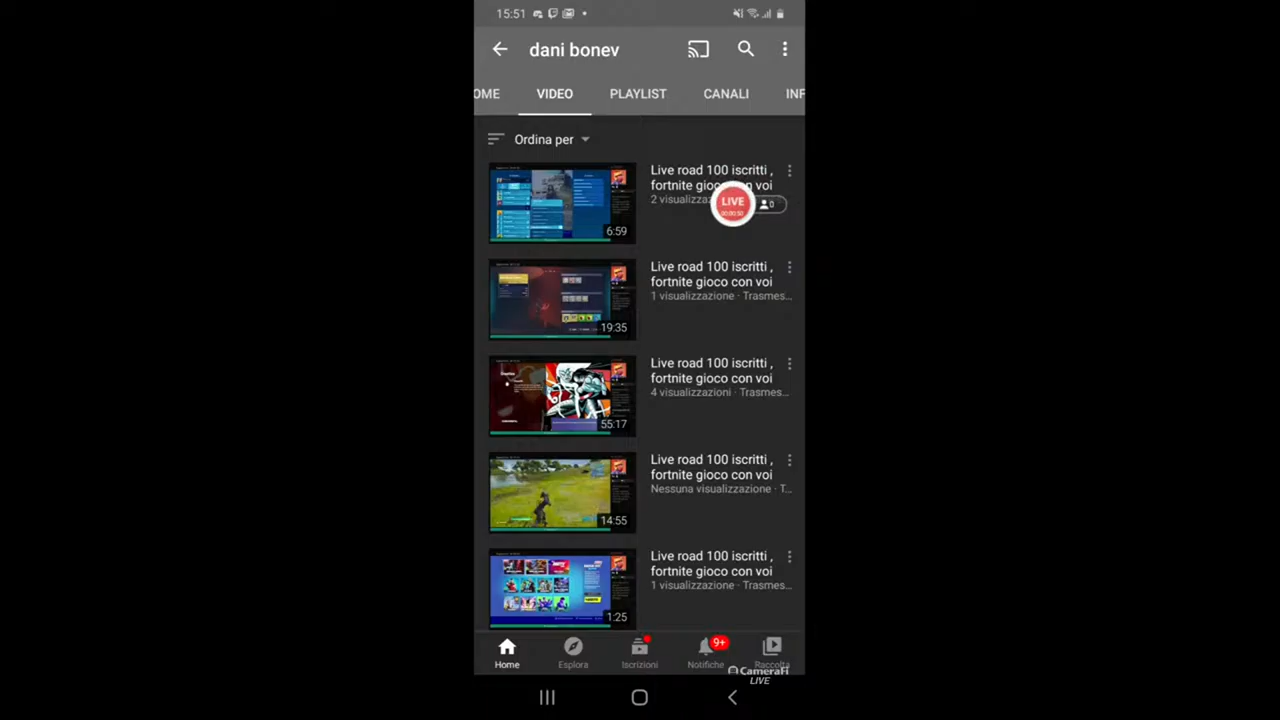 15:51
dani bonev
OME VIDEO PLAYLIST CANALI INF
Ordina per
Live road 100 iscritti ,
fortnite gioco con voi
2 visualizza
LIVE
00:00:50
0
6:59
Live road 100 iscritti ,
fortnite gioco con voi
1 visualizzazione · Trasmes...
19:35
Live road 100 iscritti ,
fortnite gioco con voi
4 visualizzazioni · Trasmes...
55:17
Live road 100 iscritti ,
fortnite gioco con voi
Nessuna visualizzazione · T...
14:55
Live road 100 iscritti ,
fortnite gioco con voi
1 visualizzazione · Trasmes...
1:25
9+
Home Esplora Iscrizioni Notifiche Raccolta
CameraFi
LIVE